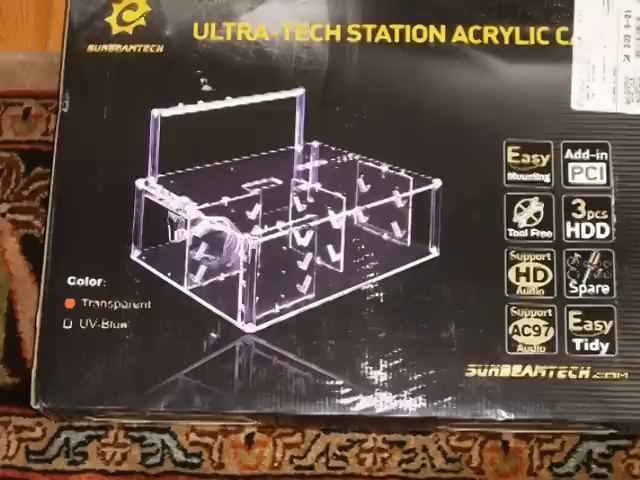 SUNBEAMTECH
ULTRA-TECH STATION ACRYLIC CA
Easy
Mounting
Add-in
PCI
Tool Free
3pcs
HDD
Support
HD
Audio
Spare
Support
AC97
Audio
Easy
Tidy
Color:
Transparent
UV-Blue
SUNBEAMTECH.COM